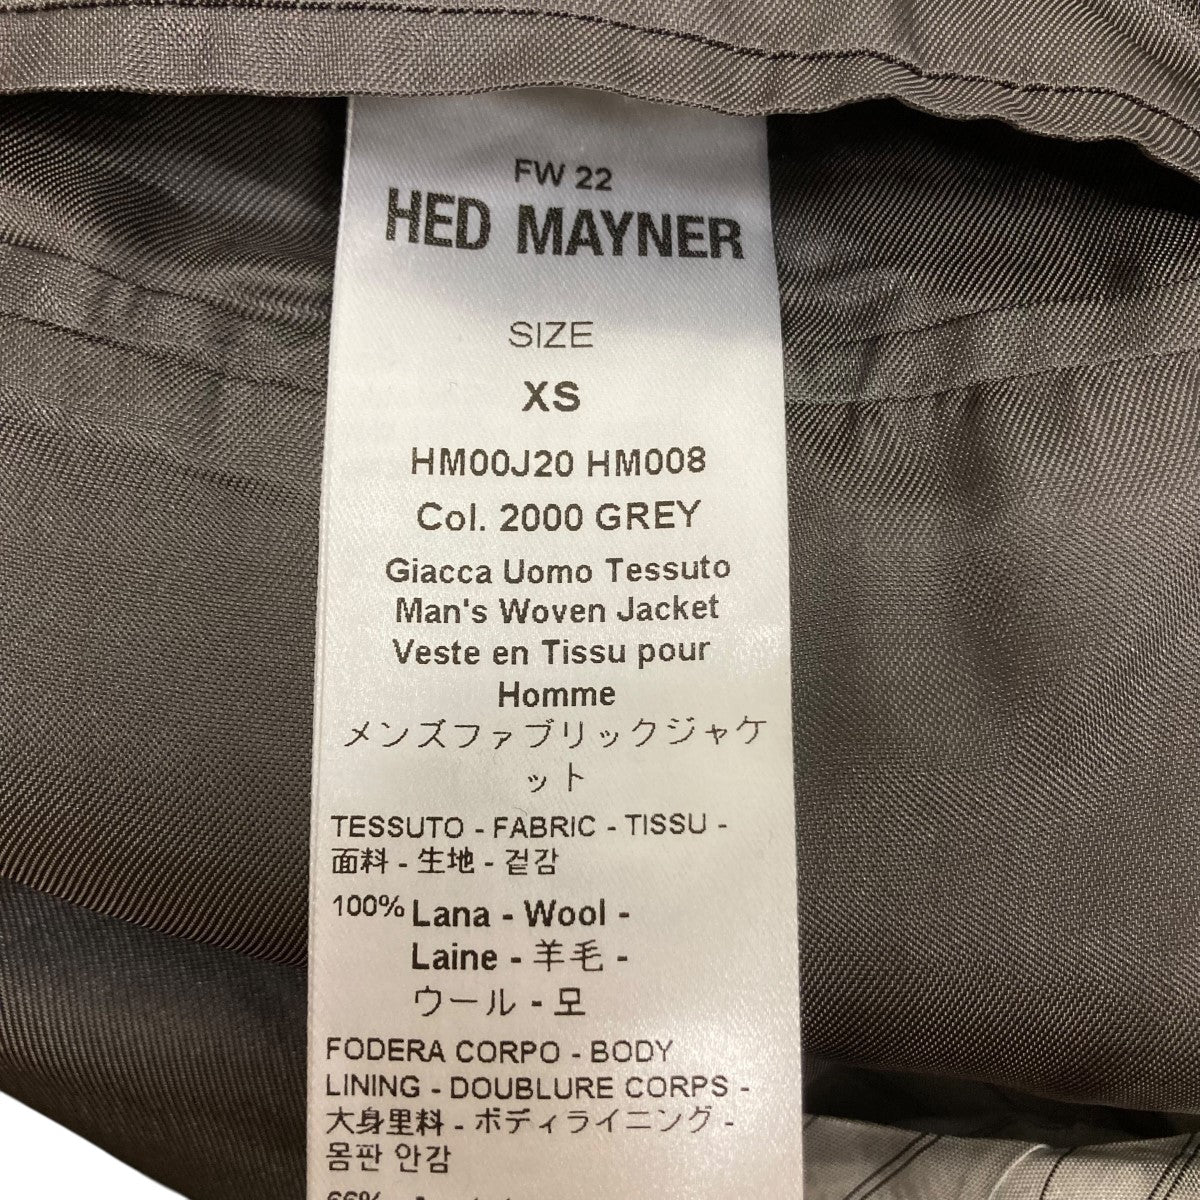 FW 22
HED MAYNER
SIZE
XS
HM00J20 HM008
Col. 2000 GREY
Giacca Uomo Tessuto
Man's Woven Jacket
Veste en Tissu pour
Homme
メンズファブリックジャケ
ット
TESSUTO - FABRIC - TISSU -
面料 - 生地 - 겉감
100% Lana - Wool -
Laine - 羊毛 -
ウール - 모
FODERA CORPO - BODY
LINING - DOUBLURE CORPS -
大身里料 - ボディライニング -
몸판 안감
66%